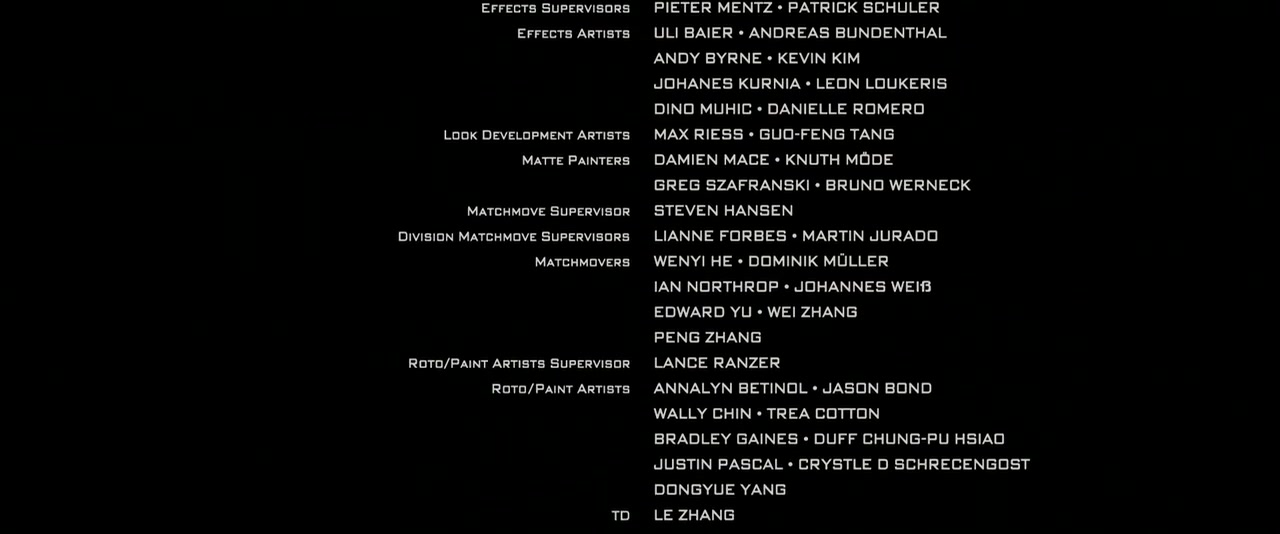 Effects Supervisors PIETER MENTZ • PATRICK SCHULER
Effects Artists ULI BAIER • ANDREAS BUNDENTHAL
ANDY BYRNE • KEVIN KIM
JOHANES KURNIA • LEON LOUKERIS
DINO MUHIC • DANIELLE ROMERO
Look Development Artists MAX RIESS • GUO-FENG TANG
Matte Painters DAMIEN MACE • KNUTH MÖDE
GREG SZAFRANSKI • BRUNO WERNECK
Matchmove Supervisor STEVEN HANSEN
Division Matchmove Supervisors LIANNE FORBES • MARTIN JURADO
Matchmovers WENYI HE • DOMINIK MÜLLER
IAN NORTHROP • JOHANNES WEIß
EDWARD YU • WEI ZHANG
PENG ZHANG
Roto/Paint Artists Supervisor LANCE RANZER
Roto/Paint Artists ANNALYN BETINOL • JASON BOND
WALLY CHIN • TREA COTTON
BRADLEY GAINES • DUFF CHUNG-PU HSIAO
JUSTIN PASCAL • CRYSTLE D SCHRECENGOST
DONGYUE YANG
TD LE ZHANG